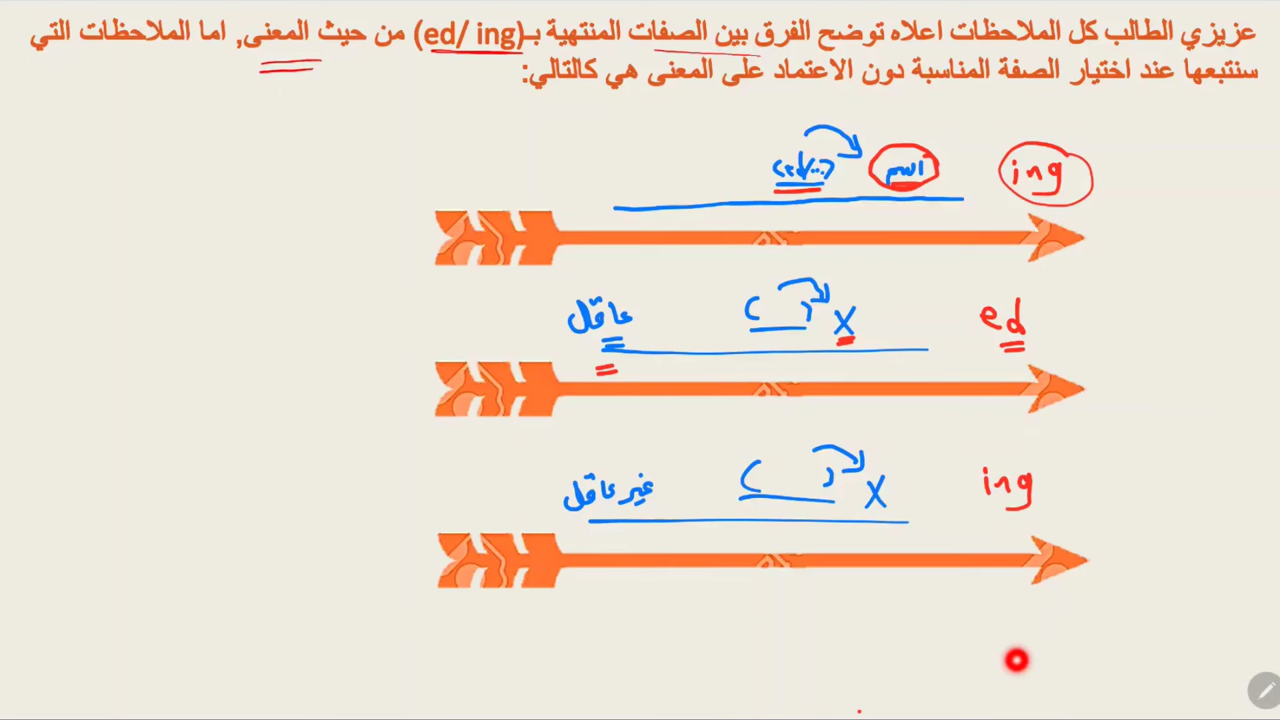 عزيزي الطالب كل الملاحظات اعلاه توضح الفرق بين الصفات المنتهية بـ(ed/ ing) من حيث المعنى, اما الملاحظات التي
سنتبعها عند اختيار الصفة المناسبة دون الاعتماد على المعنى هي كالتالي:
اسم ing
عاقل ( ) X ed
غير عاقل ( ) X ing